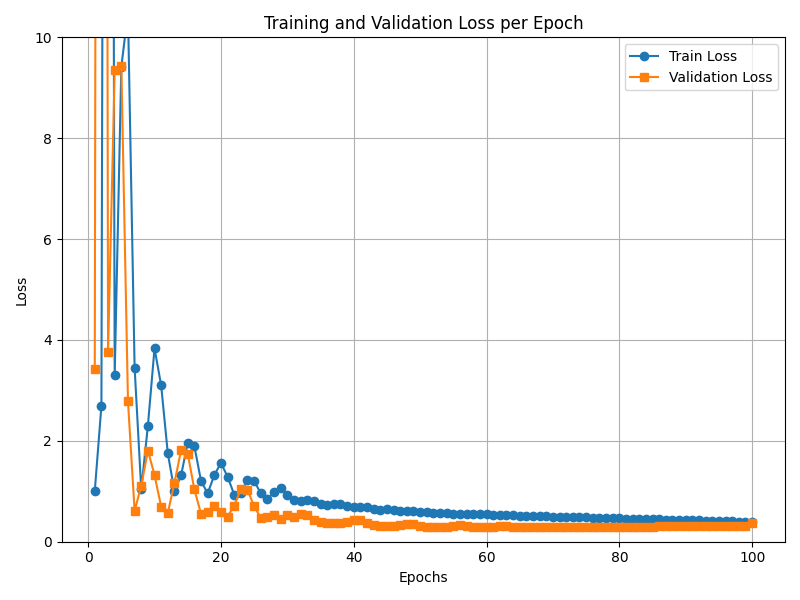 Training and Validation Loss per Epoch
Train Loss
Validation Loss
Loss
10
8
6
4
2
0
0 20 40 60 80 100
Epochs